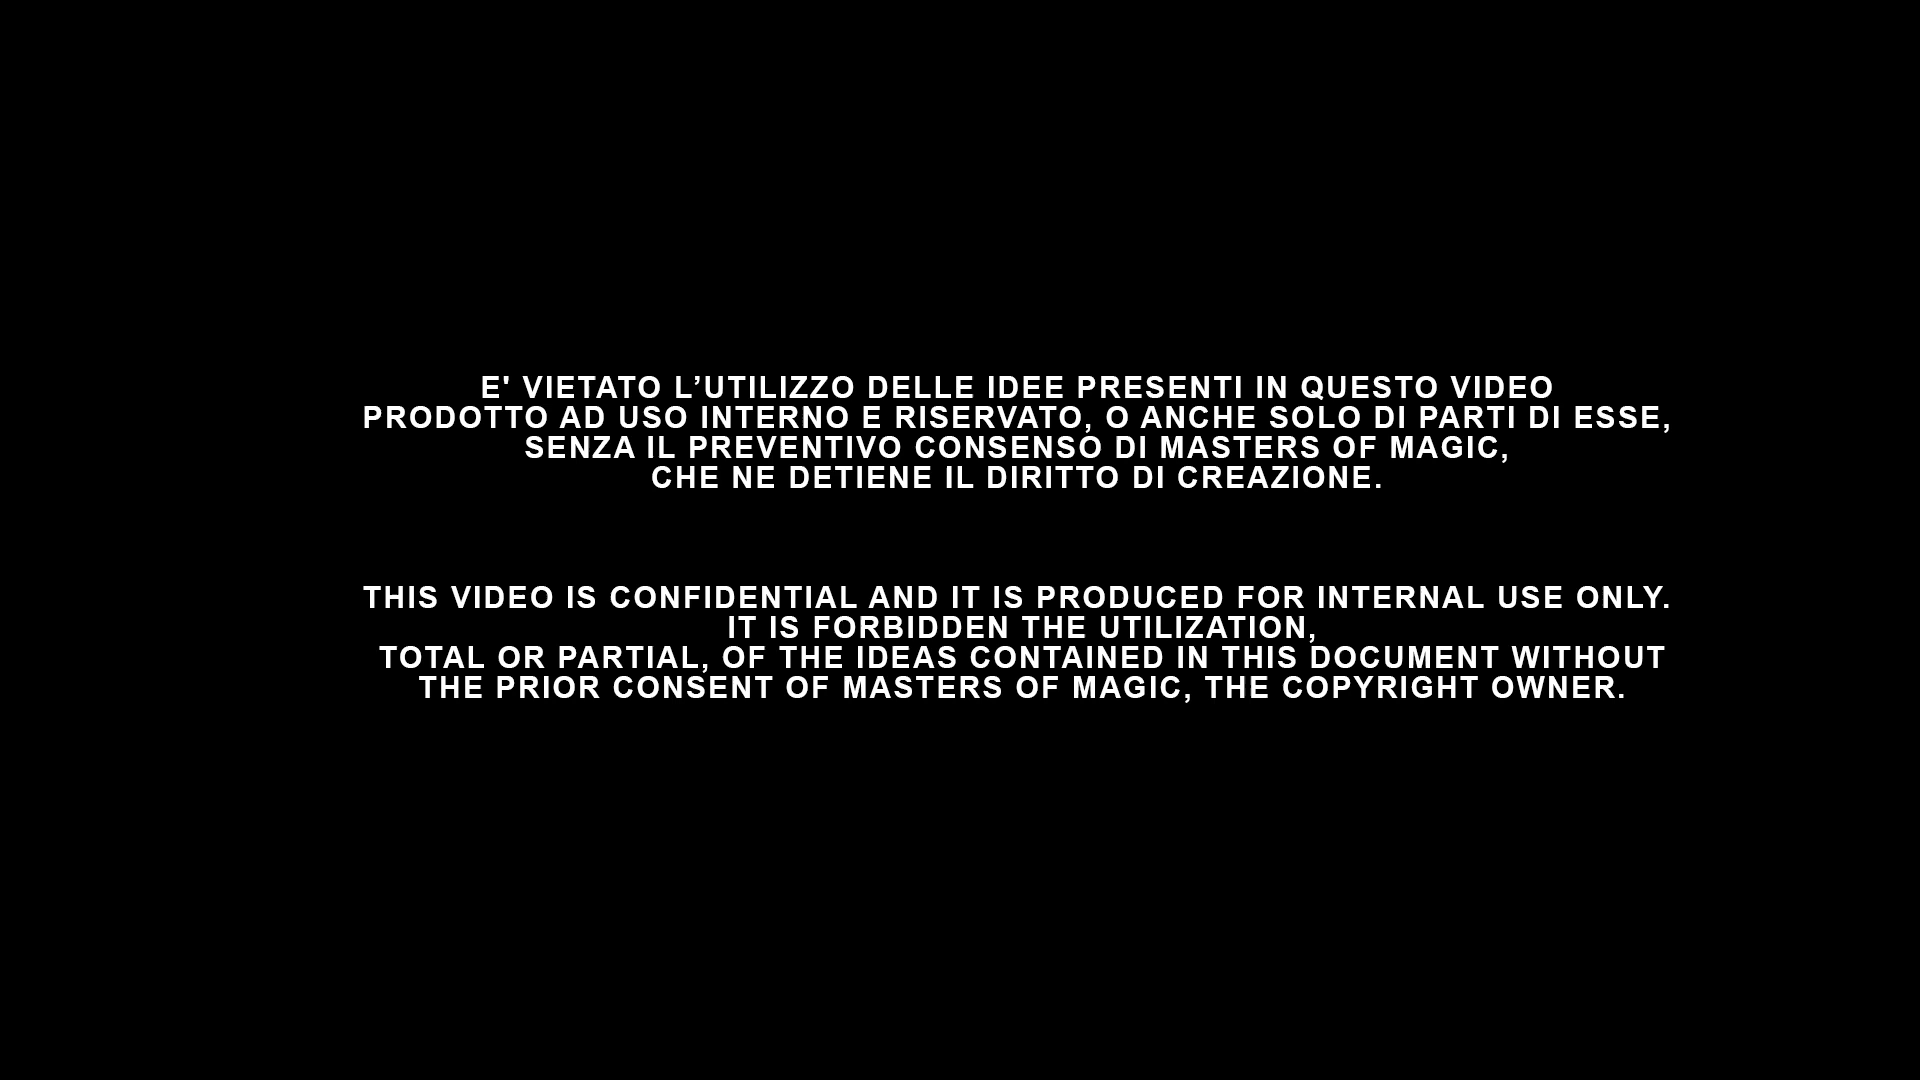 E' VIETATO L’UTILIZZO DELLE IDEE PRESENTI IN QUESTO VIDEO
PRODOTTO AD USO INTERNO E RISERVATO, O ANCHE SOLO DI PARTI DI ESSE,
SENZA IL PREVENTIVO CONSENSO DI MASTERS OF MAGIC,
CHE NE DETIENE IL DIRITTO DI CREAZIONE.
THIS VIDEO IS CONFIDENTIAL AND IT IS PRODUCED FOR INTERNAL USE ONLY.
IT IS FORBIDDEN THE UTILIZATION,
TOTAL OR PARTIAL, OF THE IDEAS CONTAINED IN THIS DOCUMENT WITHOUT
THE PRIOR CONSENT OF MASTERS OF MAGIC, THE COPYRIGHT OWNER.